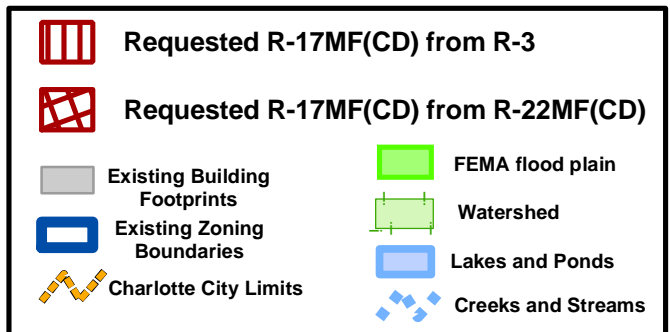 Requested R-17MF(CD) from R-3
Requested R-17MF(CD) from R-22MF(CD)
Existing Building
Footprints
Existing Zoning
Boundaries
Charlotte City Limits
FEMA flood plain
Watershed
Lakes and Ponds
Creeks and Streams